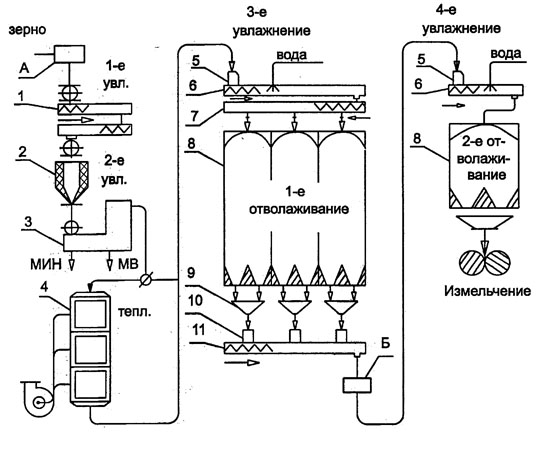 зерно
А
1-е
увл.
1
2-е
увл.
2
3
МИН
МВ
4
тепл.
3-е
увлажнение
5
вода
6
7
8
1-е
отволаживание
9
10
11
Б
4-е
увлажнение
5
вода
6
8
2-е от-
волажи-
вание
Измельчение